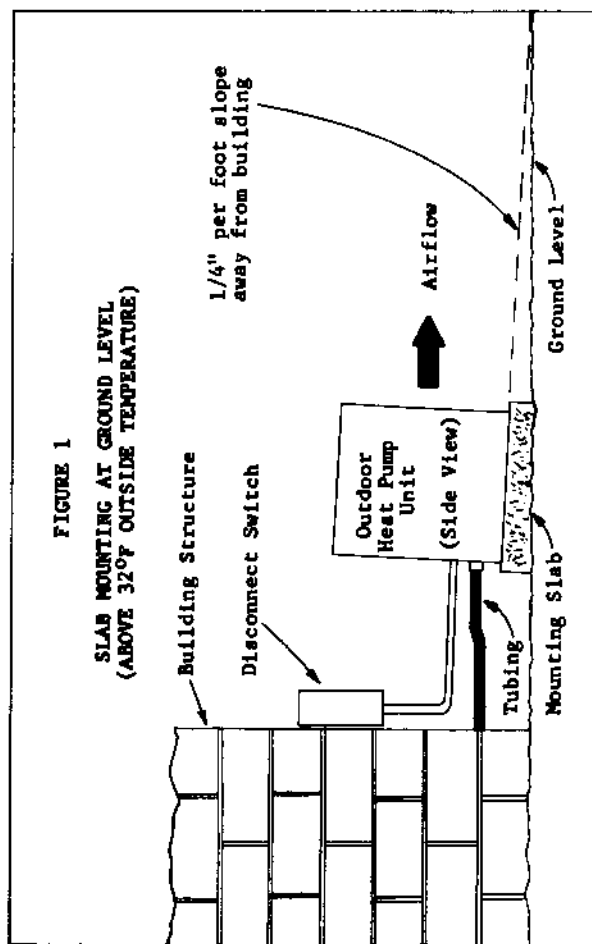 FIGURE 1
SLAB MOUNTING AT GROUND LEVEL
(ABOVE 32°F OUTSIDE TEMPERATURE)
Building Structure
Disconnect Switch
1/4" per foot slope
away from building
Airflow
Outdoor
Heat Pump
Unit
(Side View)
Tubing
Mounting Slab
Ground Level